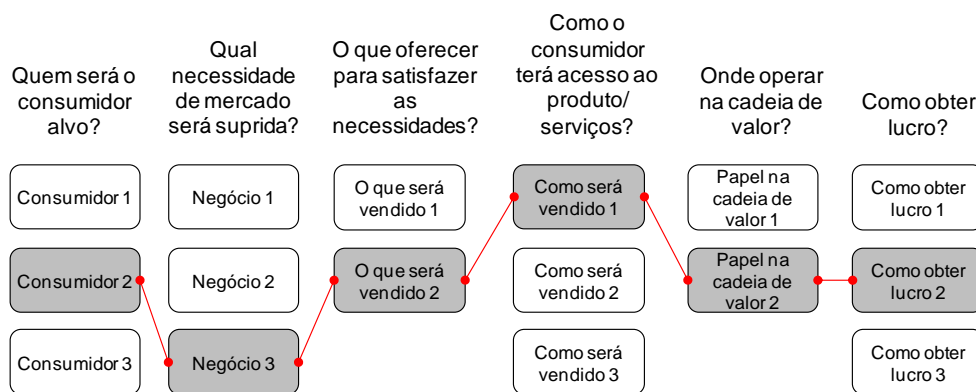 Quem será o
consumidor
alvo?
Qual
necessidade
de mercado
será suprida?
O que oferecer
para satisfazer
as
necessidades?
Como o
consumidor
terá acesso ao
produto/
serviços?
Onde operar
na cadeia de
valor?
Como obter
lucro?
Consumidor 1
Negócio 1
O que será
vendido 1
Como será
vendido 1
Papel na
cadeia de
valor 1
Como obter
lucro 1
Consumidor 2
Negócio 2
O que será
vendido 2
Como será
vendido 2
Papel na
cadeia de
valor 2
Como obter
lucro 2
Consumidor 3
Negócio 3
Como será
vendido 3
Como obter
lucro 3